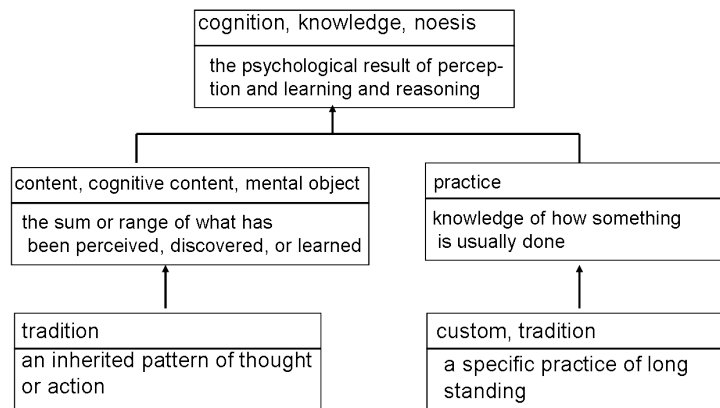 cognition, knowledge, noesis
the psychological result of percep-
tion and learning and reasoning
content, cognitive content, mental object
the sum or range of what has
been perceived, discovered, or learned
practice
knowledge of how something
is usually done
tradition
an inherited pattern of thought
or action
custom, tradition
a specific practice of long
standing